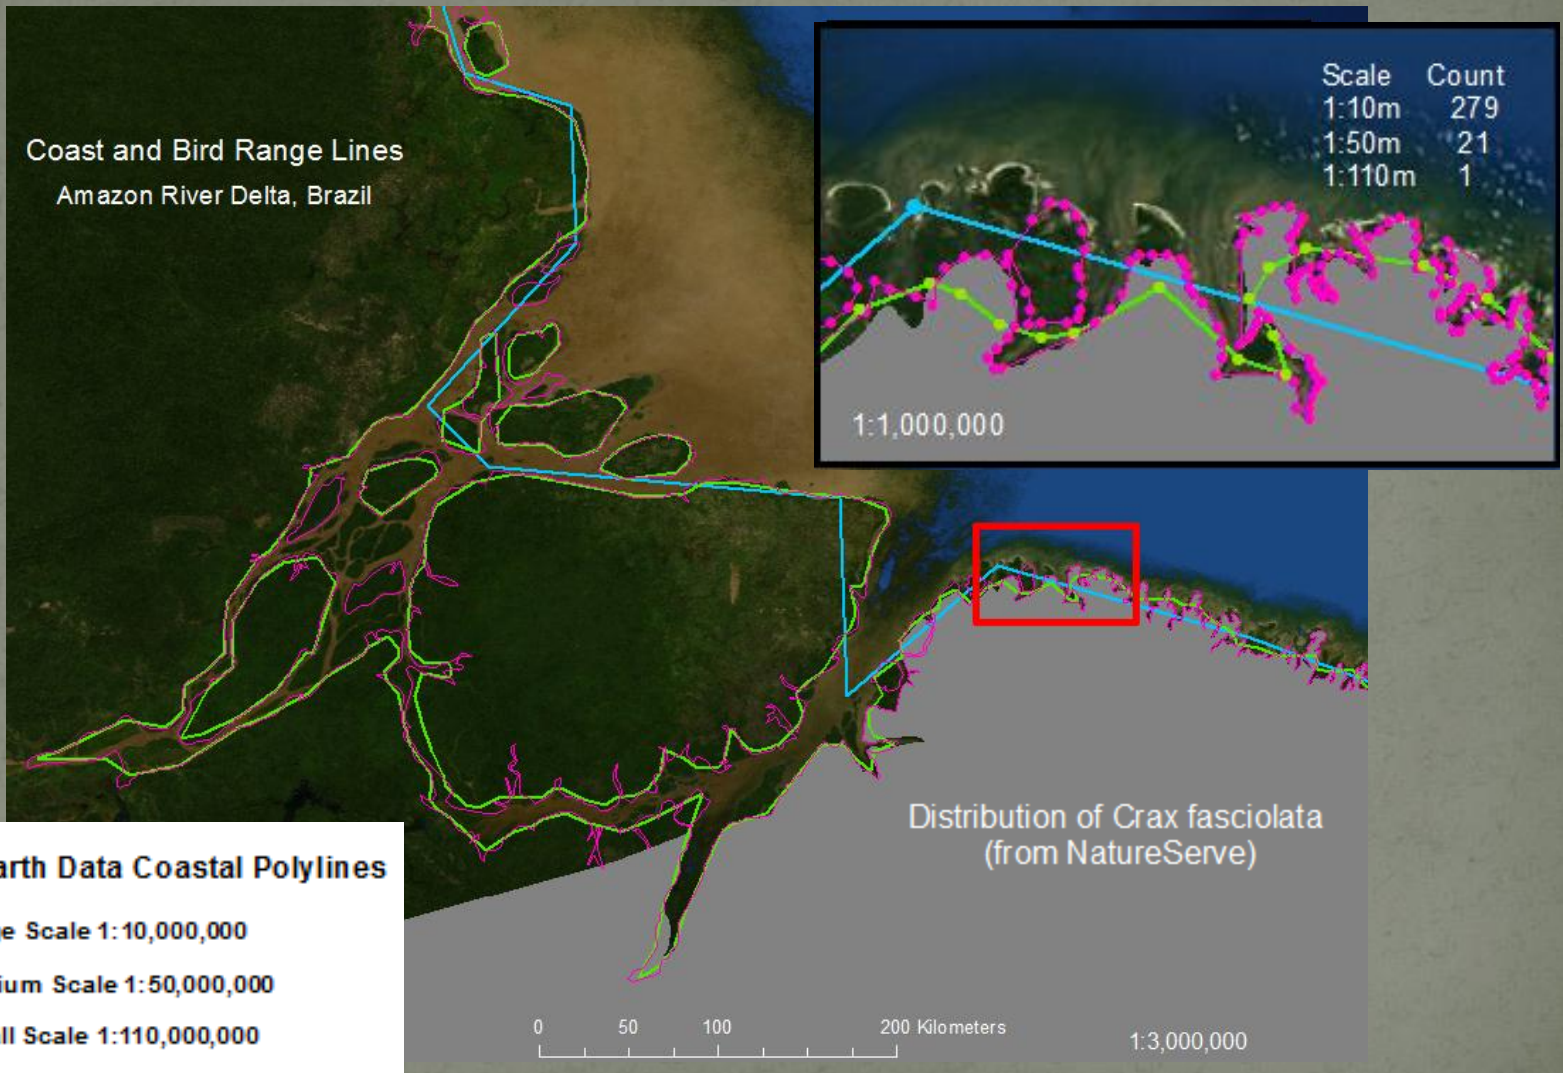 Coast and Bird Range Lines
Amazon River Delta, Brazil
Scale Count
1:10m 279
1:50m 21
1:110m 1
1:1,000,000
Distribution of Crax fasciolata
(from NatureServe)
arth Data Coastal Polylines
ge Scale 1:10,000,000
ium Scale 1:50,000,000
ll Scale 1:110,000,000
0 50 100 200 Kilometers
1:3,000,000